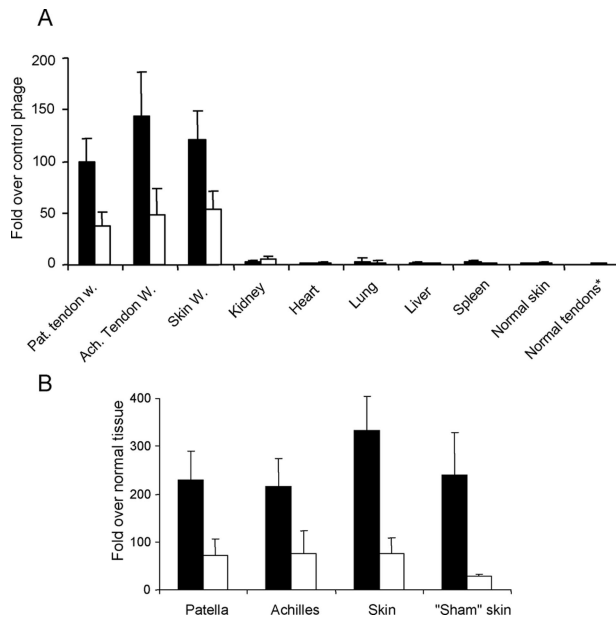 A
Fold over control phage
200
150
100
50
0
Pat. tendon w.
Ach. Tendon W.
Skin W.
Kidney
Heart
Lung
Liver
Spleen
Normal skin
Normal tendons*
B
Fold over normal tissue
400
300
200
100
0
Patella
Achilles
Skin
"Sham" skin